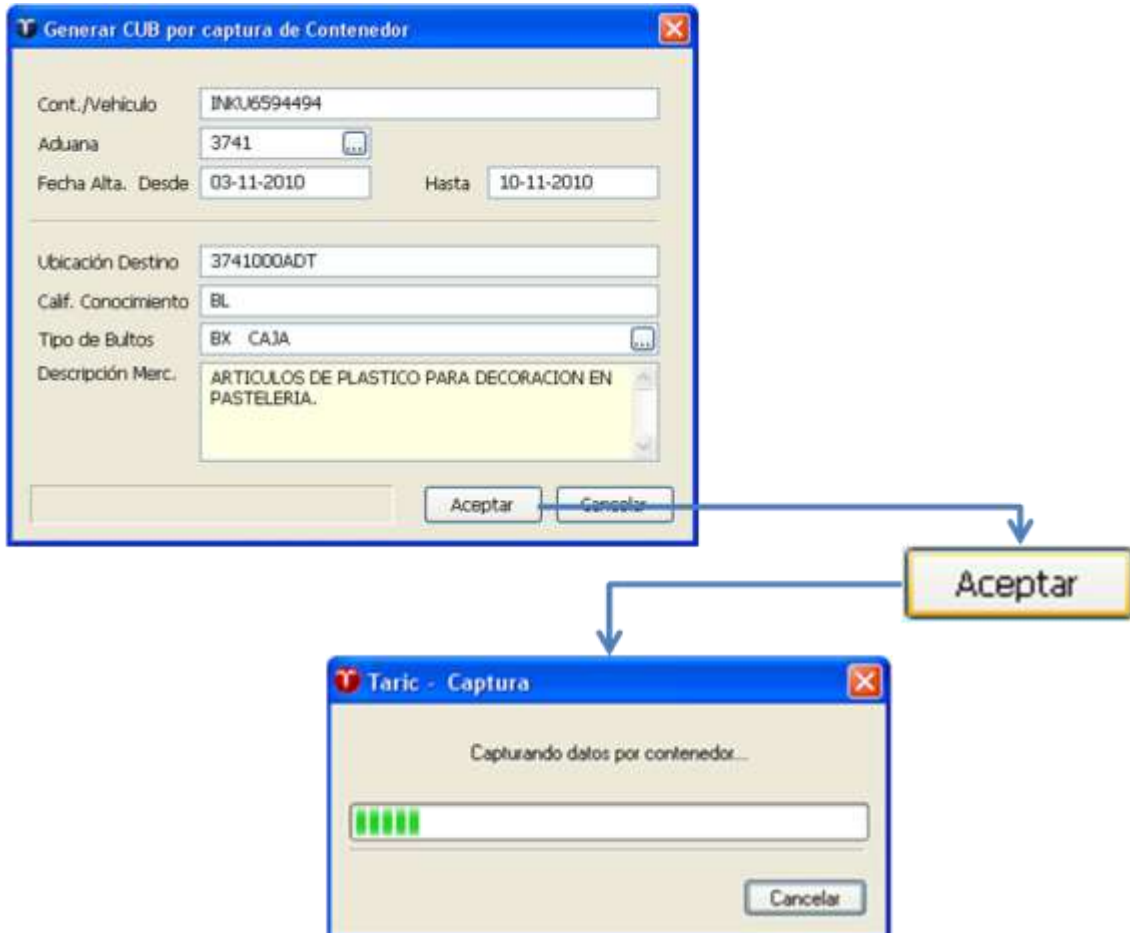 Generar CUB por captura de Contenedor
Cont./Vehículo INKU6594494
Aduana 3741 ...
Fecha Alta. Desde 03-11-2010 Hasta 10-11-2010
Ubicación Destino 3741000ADT
Calif. Conocimiento BL
Tipo de Bultos BX CAJA ...
Descripción Merc. ARTICULOS DE PLASTICO PARA DECORACION EN
PASTELERIA.
Aceptar Cancelar
Aceptar
Taric - Captura
Capturando datos por contenedor...
Cancelar